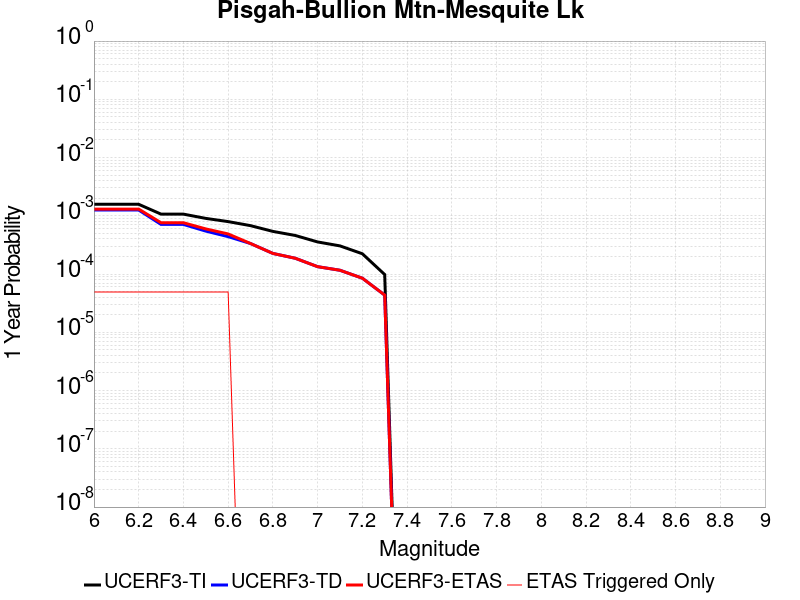 Pisgah-Bullion Mtn-Mesquite Lk
10^0
10^-1
10^-2
10^-3
10^-4
10^-5
10^-6
10^-7
10^-8
1 Year Probability
6 6.2 6.4 6.6 6.8 7 7.2 7.4 7.6 7.8 8 8.2 8.4 8.6 8.8 9
Magnitude
UCERF3-TI UCERF3-TD UCERF3-ETAS ETAS Triggered Only